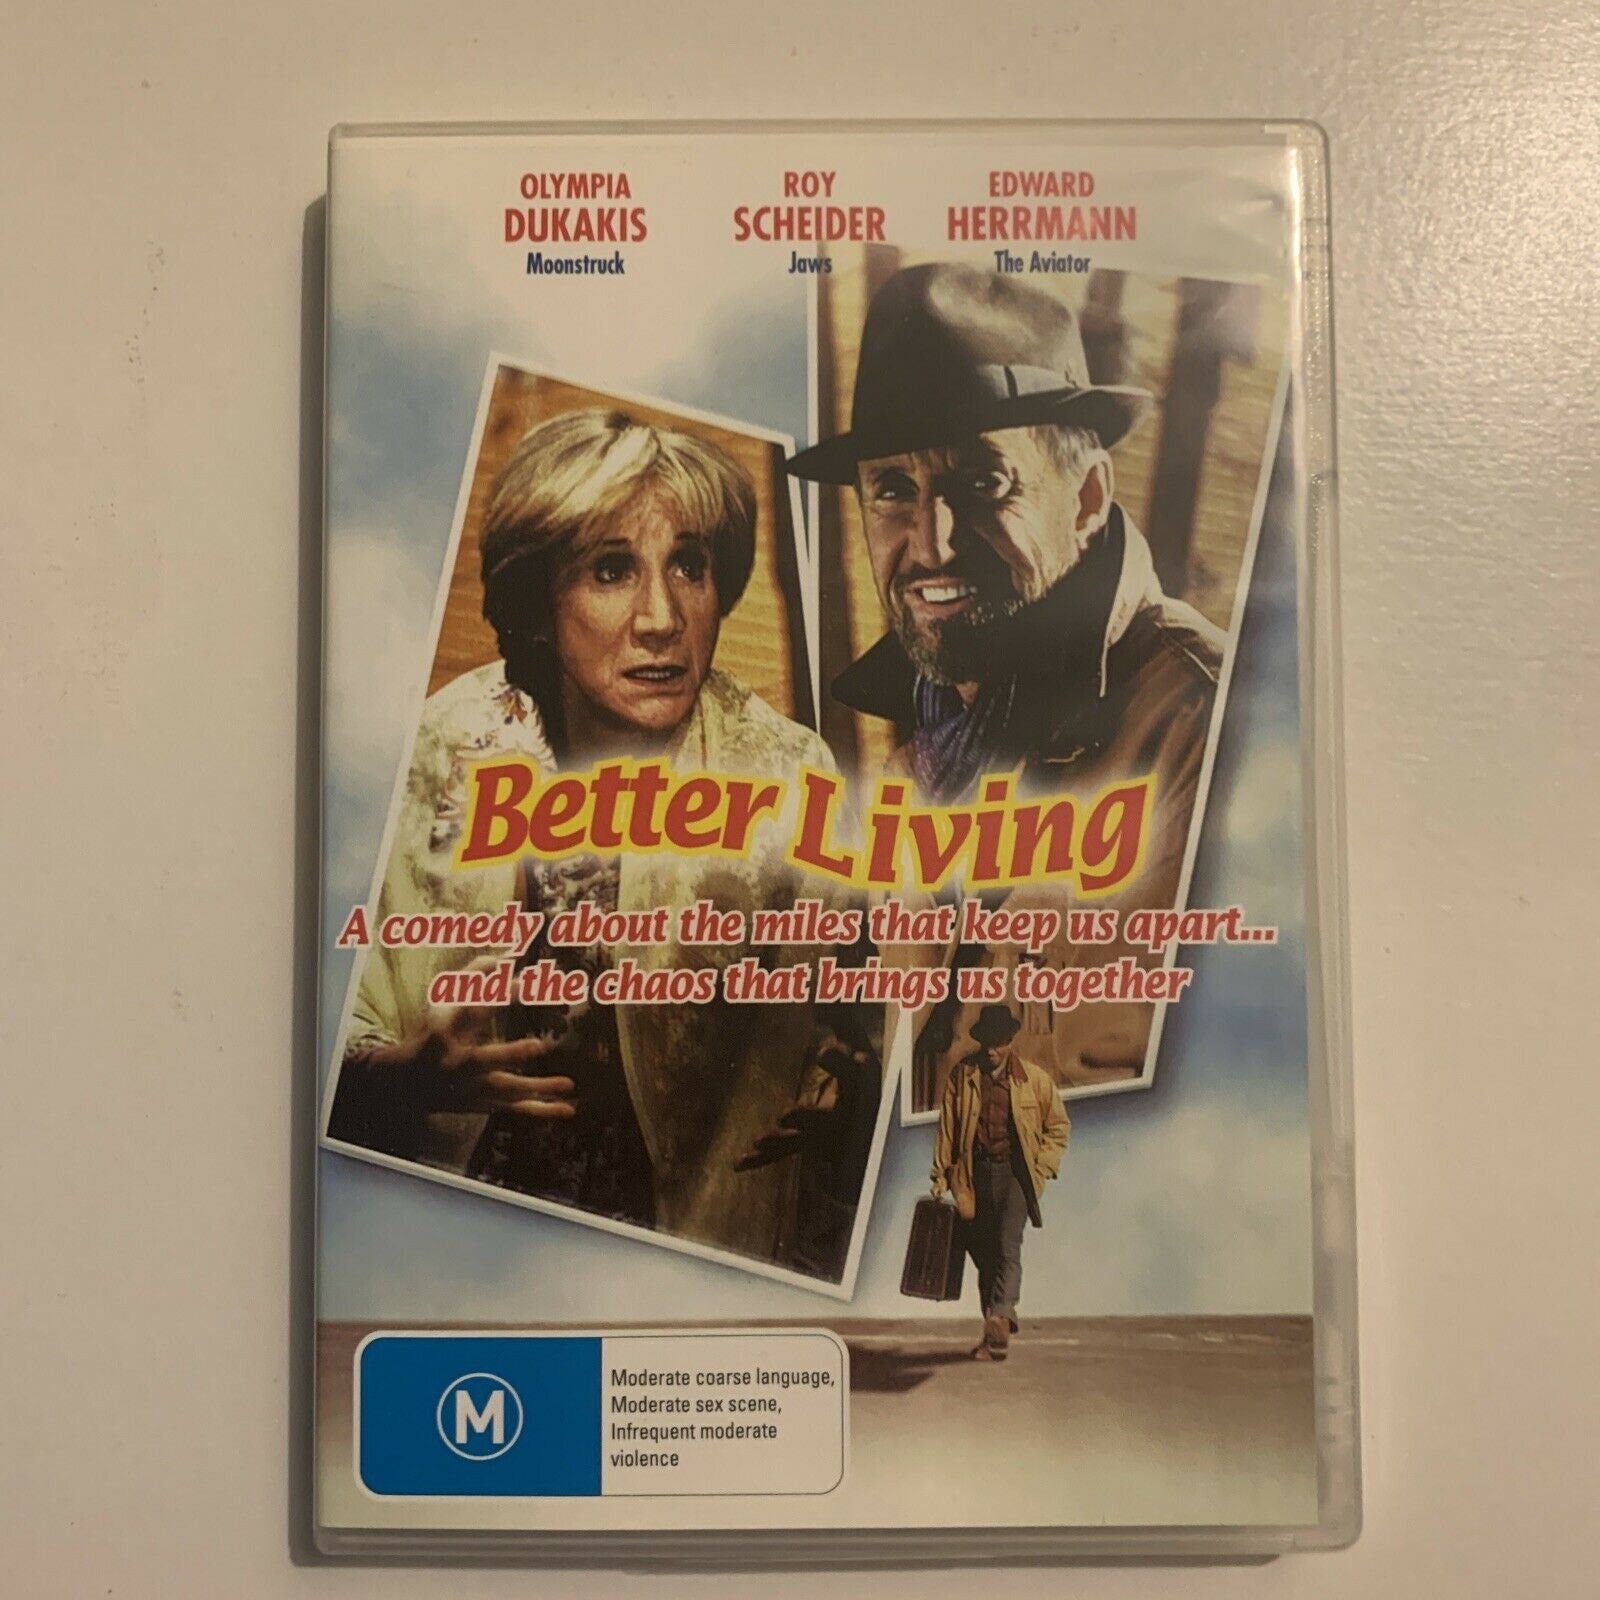 OLYMPIA
DUKAKIS
Moonstruck
ROY
SCHEIDER
Jaws
EDWARD
HERRMANN
The Aviator
Better Living
A comedy about the miles that keep us apart...
and the chaos that brings us together
M
Moderate coarse language,
Moderate sex scene,
Infrequent moderate
violence